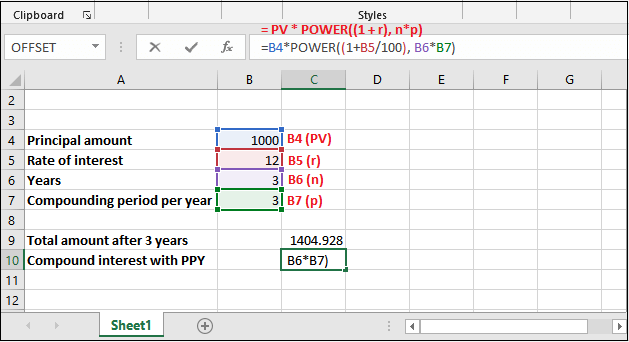 Clipboard Styles
= PV * POWER((1 + r), n*p)
OFFSET fx =B4*POWER((1+B5/100), B6*B7)
A B C D E F G
2
3
4 Principal amount 1000 B4 (PV)
5 Rate of interest 12 B5 (r)
6 Years 3 B6 (n)
7 Compounding period per year 3 B7 (p)
8
9 Total amount after 3 years 1404.928
10 Compound interest with PPY B6*B7)
11
12
Sheet1